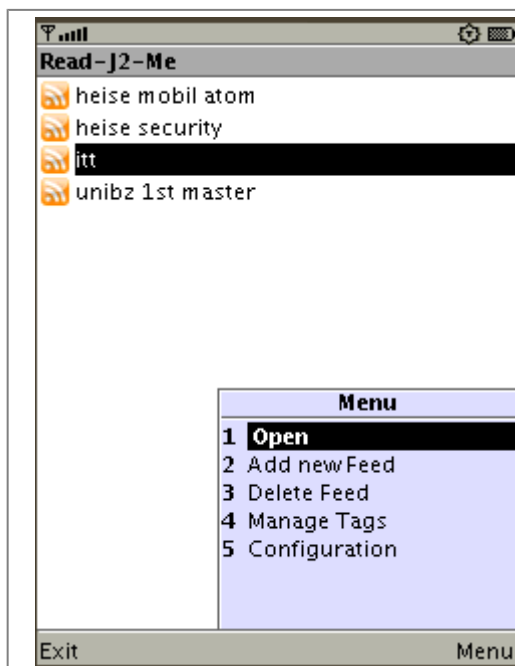 Read-J2-Me
heise mobil atom
heise security
itt
unibz 1st master
Menu
1 Open
2 Add new Feed
3 Delete Feed
4 Manage Tags
5 Configuration
Exit Menu